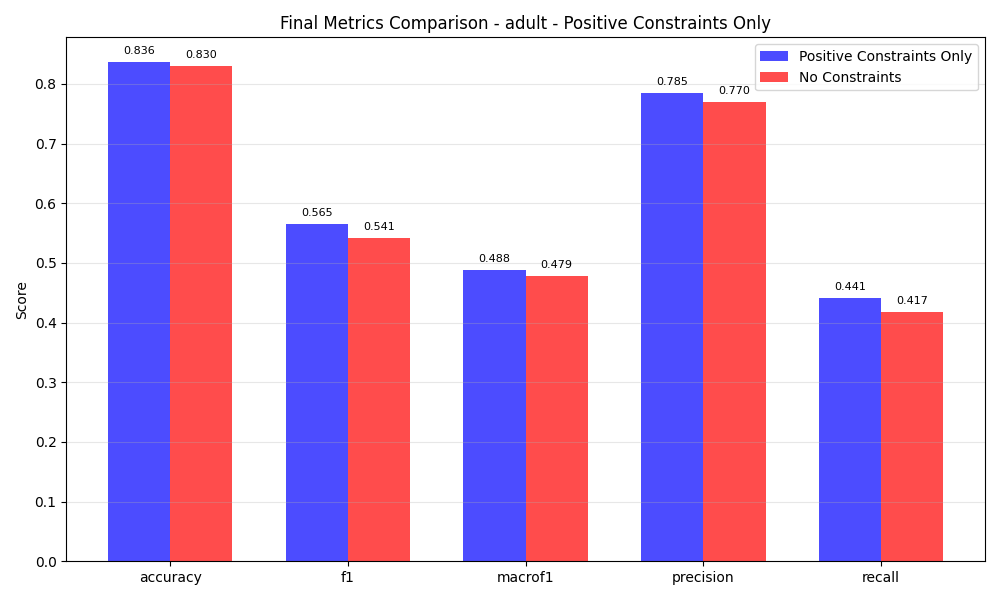 Final Metrics Comparison - adult - Positive Constraints Only
Positive Constraints Only
No Constraints
0.836
0.830
0.565
0.541
0.488
0.479
0.785
0.770
0.441
0.417
Score
0.8
0.7
0.6
0.5
0.4
0.3
0.2
0.1
0.0
accuracy
f1
macrof1
precision
recall